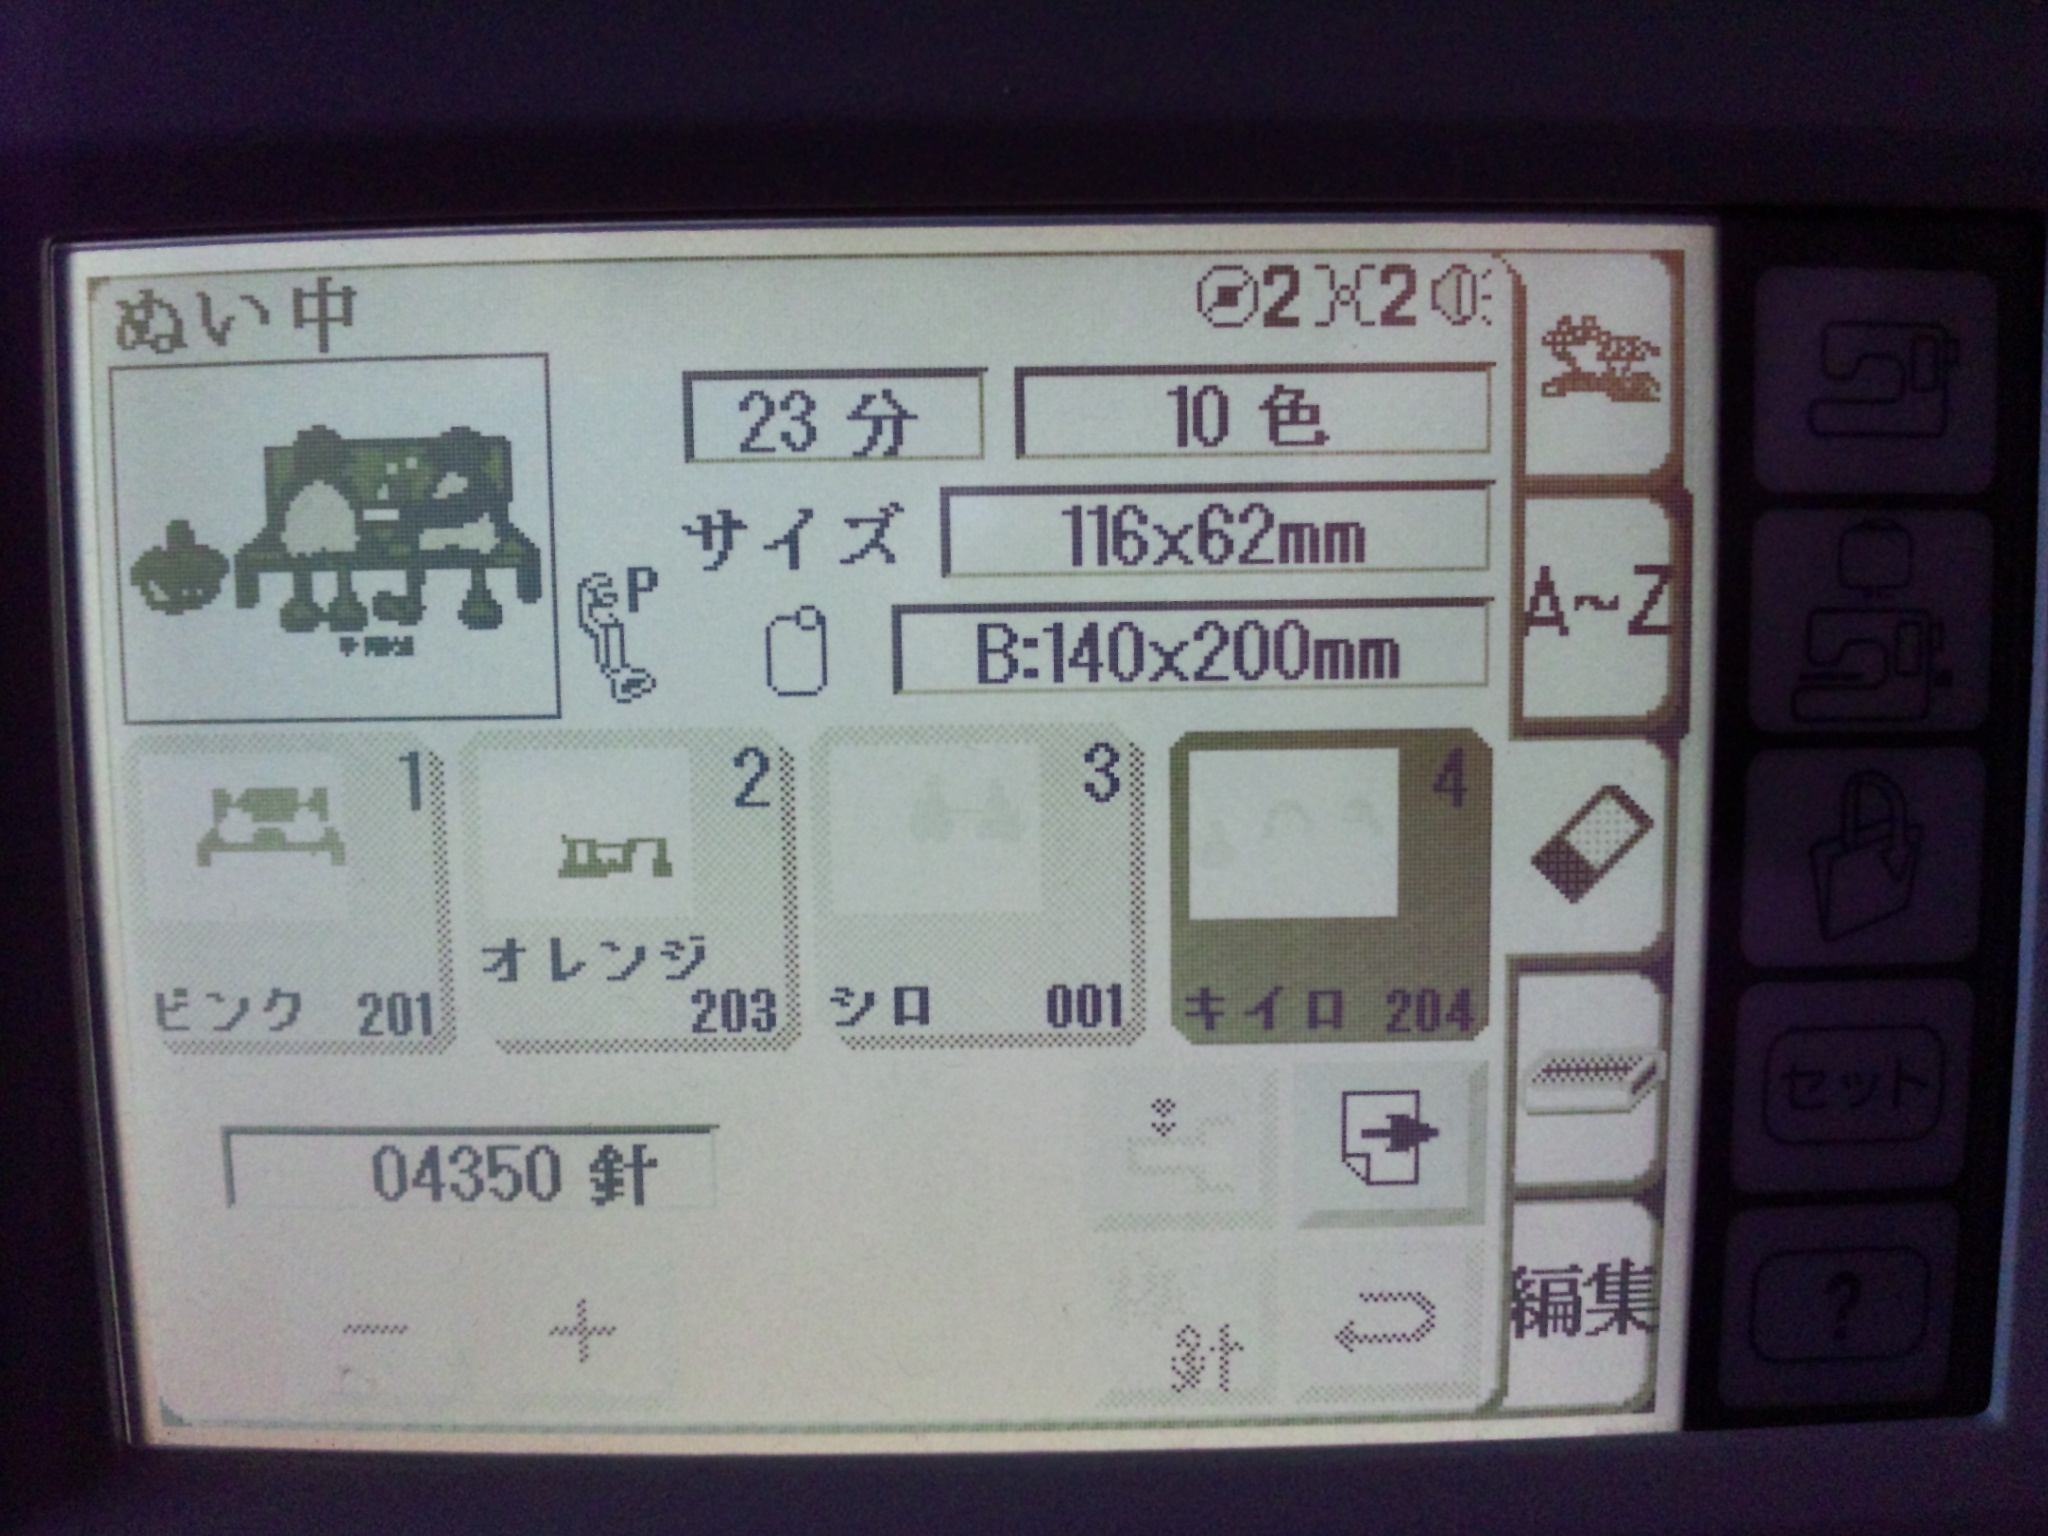 ぬい中
2 2
23 分 10 色
サイズ 116x62mm
P B:140x200mm
A~Z
1 2 3 4
ピンク 201
オレンジ 203
シロ 001
キイロ 204
04350 針
- +
針
編集
セット
?